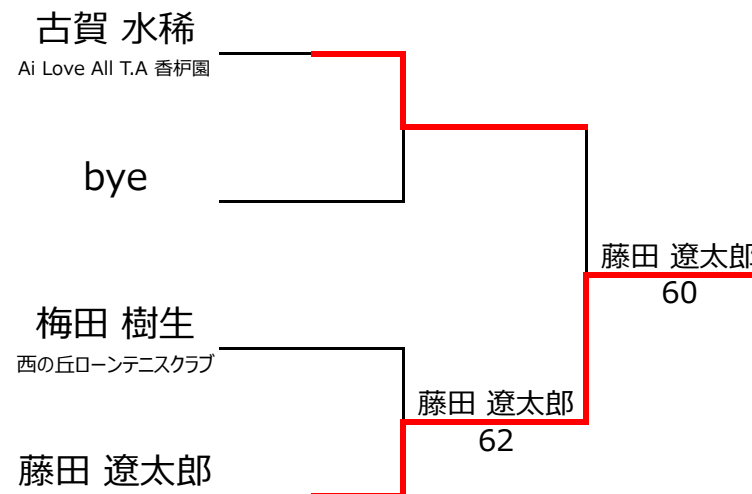 古賀 水稀
Ai Love All T.A 香枦園
bye
藤田 遼太郎
60
梅田 樹生
西の丘ローンテニスクラブ
藤田 遼太郎
62
藤田 遼太郎